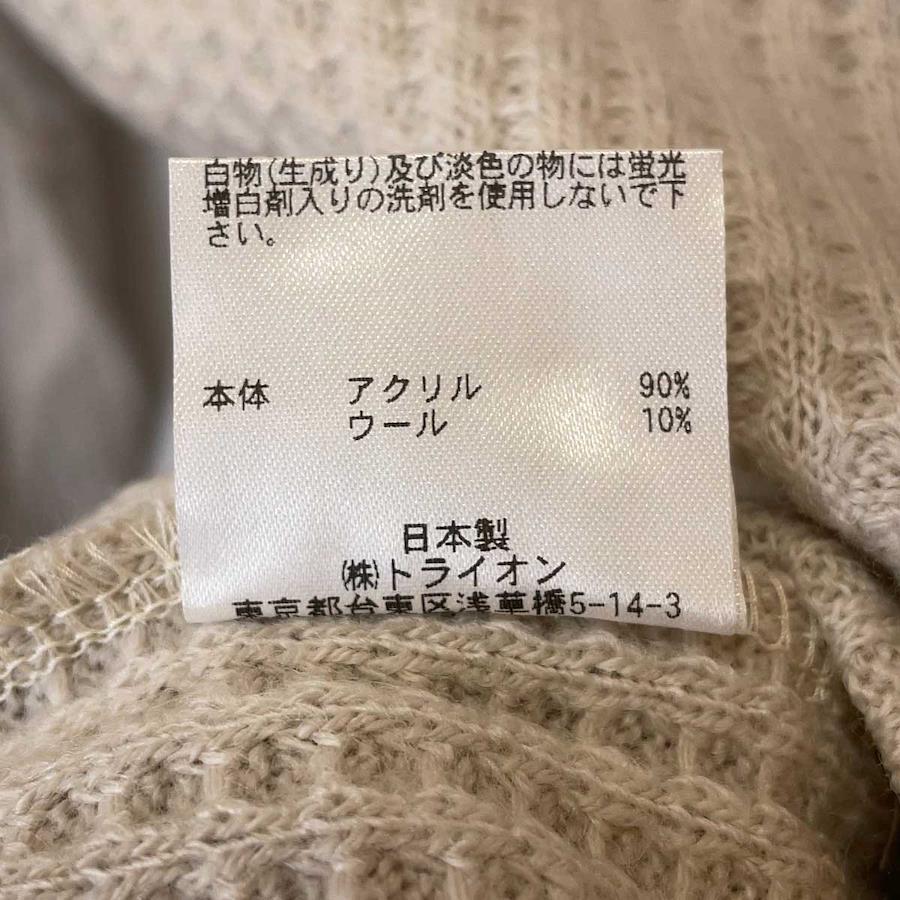 白物(生成り)及び淡色の物には蛍光
増白剤入りの洗剤を使用しないで下
さい。
本体 アクリル 90%
ウール 10%
日本製
(株)トライオン
東京都台東区浅草橋5-14-3